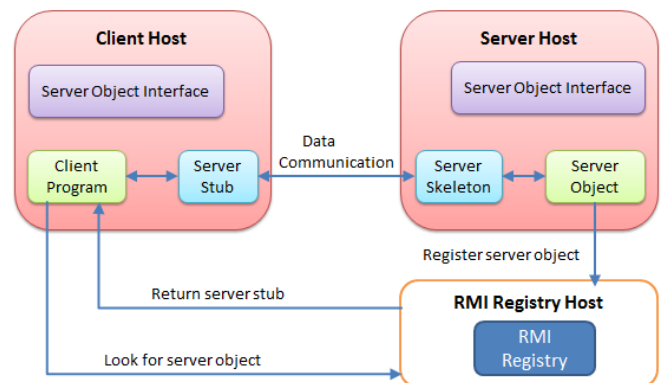 Client Host
Server Host
Server Object Interface
Server Object Interface
Data
Communication
Client
Program
Server
Stub
Server
Skeleton
Server
Object
Register server object
Return server stub
RMI Registry Host
RMI
Registry
Look for server object